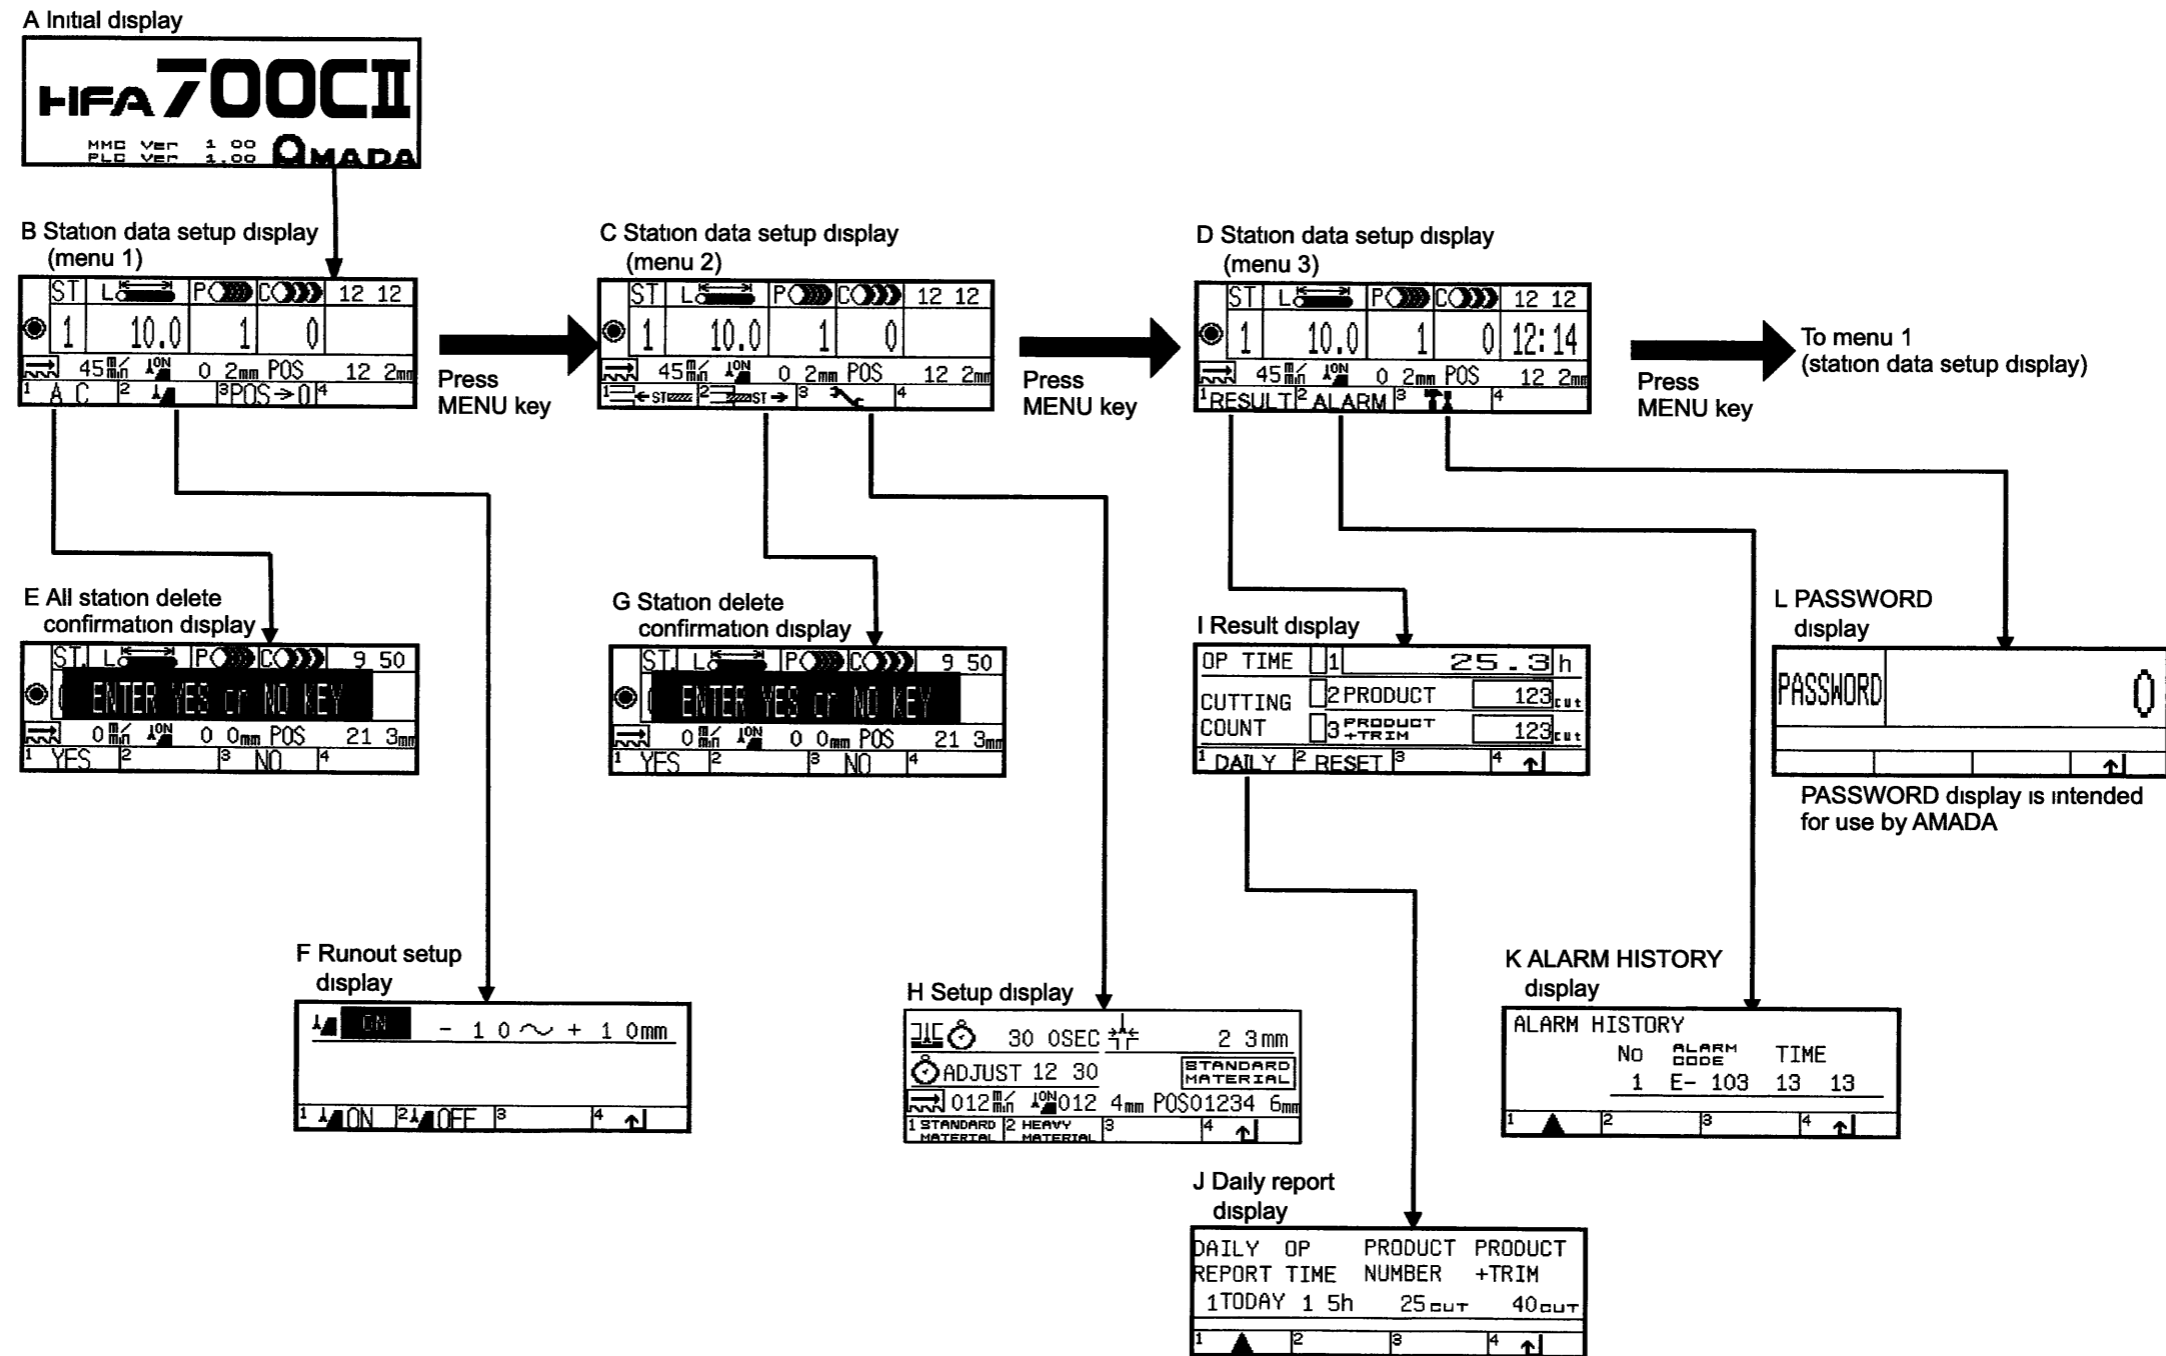 A Initial display
HFA 700CII
MMC Ver 1 00
PLC Ver 1.00
AMADA
B Station data setup display
(menu 1)
ST L P C 12 12
1 10.0 1 0
45 m/min ON 0 2mm POS 12 2mm
1 A C 2 3 POS→0 4
Press
MENU key
C Station data setup display
(menu 2)
ST L P C 12 12
1 10.0 1 0
45 m/min ON 0 2mm POS 12 2mm
1 ←ST 2 ST→ 3
Press
MENU key
D Station data setup display
(menu 3)
ST L P C 12 12
1 10.0 1 0 12:14
45 m/min ON 0 2mm POS 12 2mm
1 RESULT 2 ALARM 3 4
Press
MENU key
To menu 1
(station data setup display)
E All station delete
confirmation display
ST. L P C 9 50
ENTER YES or NO KEY
0 m/min ON 0 0mm POS 21 3mm
1 YES 2 3 NO 4
G Station delete
confirmation display
ST. L P C 9 50
ENTER YES or NO KEY
0 m/min ON 0 0mm POS 21 3mm
1 YES 2 3 NO 4
I Result display
OP TIME 1 25.3 h
CUTTING COUNT
2 PRODUCT 123 cut
3 PRODUCT +TRIM 123 cut
1 DAILY 2 RESET 3 4
L PASSWORD
display
PASSWORD 0
PASSWORD display is intended
for use by AMADA
F Runout setup
display
ON - 1 0 ~ + 1 0mm
1 ON 2 OFF 3 4
H Setup display
30 0SEC 2 3mm
ADJUST 12 30 STANDARD MATERIAL
012 m/min ON 012 4mm POS01234 6mm
1 STANDARD MATERIAL 2 HEAVY MATERIAL 3 4
K ALARM HISTORY
display
ALARM HISTORY
No ALARM CODE TIME
1 E- 103 13 13
1 2 3 4
J Daily report
display
DAILY OP PRODUCT PRODUCT
REPORT TIME NUMBER +TRIM
1TODAY 1 5h 25cut 40cut
1 2 3 4